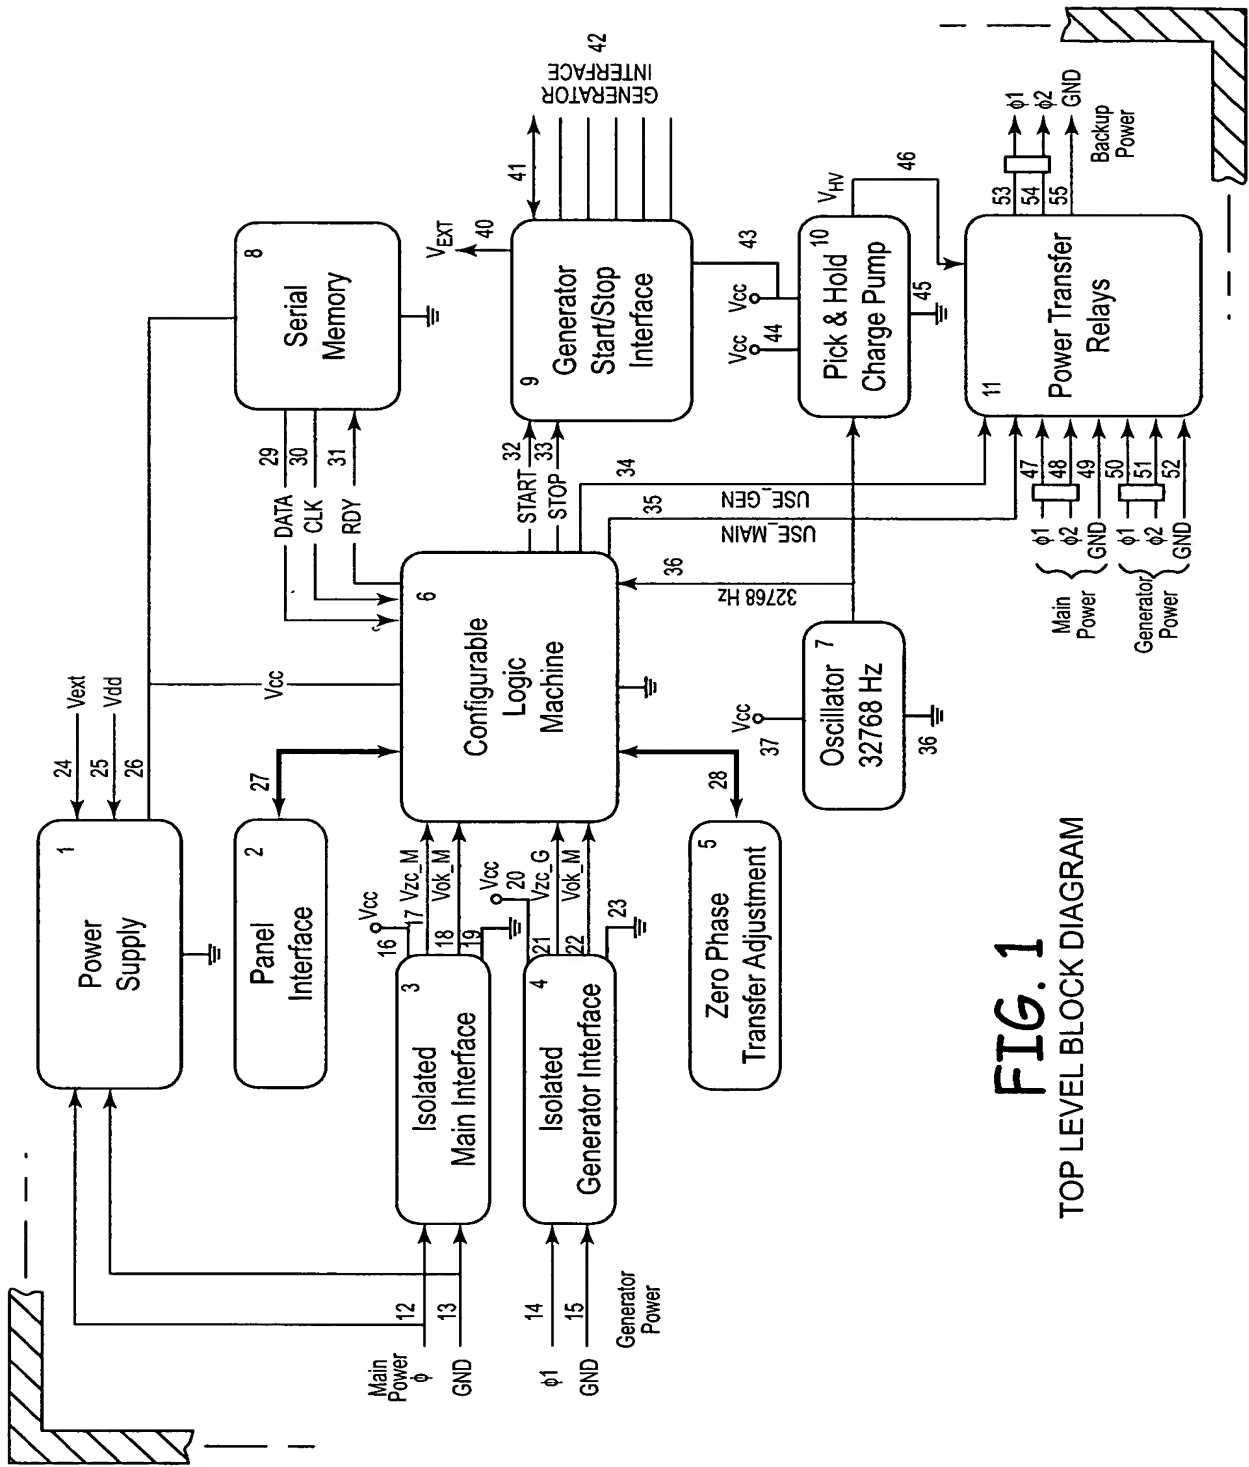 1
Power
Supply
24
Vext
25
Vdd
26
Vcc
2
Panel
Interface
27
8
Serial
Memory
DATA 29
CLK 30
RDY 31
Main
Power
ϕ
12
GND
13
3
Isolated
Main Interface
16
Vcc
17
Vzc_M
18
Vok_M
19
6
Configurable
Logic
Machine
START 32
STOP 33
9
Generator
Start/Stop
Interface
VEXT
40
41
GENERATOR
INTERFACE
42
ϕ1
14
GND
15
Generator
Power
4
Isolated
Generator Interface
Vcc
20
21
Vzc_G
22
Vok_M
23
34
USE_GEN
35
USE_MAIN
36
32768 Hz
5
Zero Phase
Transfer Adjustment
28
43
Vcc
Vcc
44
10
Pick & Hold
Charge Pump
45
VHV
46
7
Oscillator
32768 Hz
Vcc
37
36
11
Power Transfer
Relays
Main
Power
ϕ1
47
ϕ2
48
GND
49
Generator
Power
ϕ1
50
ϕ2
51
GND
52
53
ϕ1
54
ϕ2
55
GND
Backup
Power
FIG. 1
TOP LEVEL BLOCK DIAGRAM